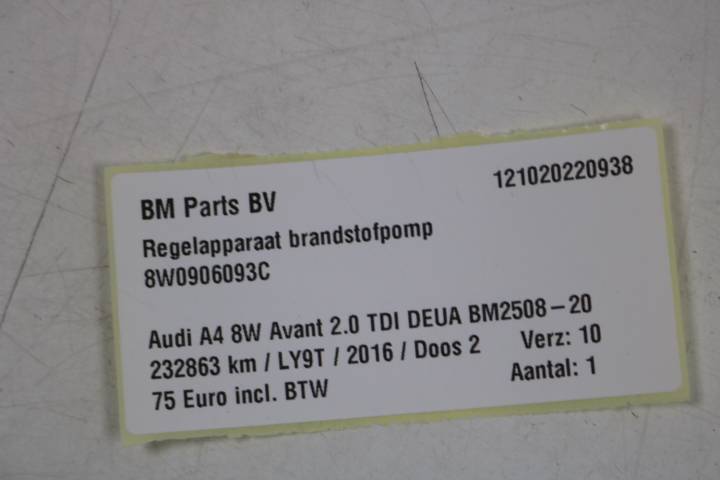 BM Parts BV 121020220938
Regelapparaat brandstofpomp
8W0906093C
Audi A4 8W Avant 2.0 TDI DEUA BM2508-20
232863 km / LY9T / 2016 / Doos 2 Verz: 10
75 Euro incl. BTW Aantal: 1